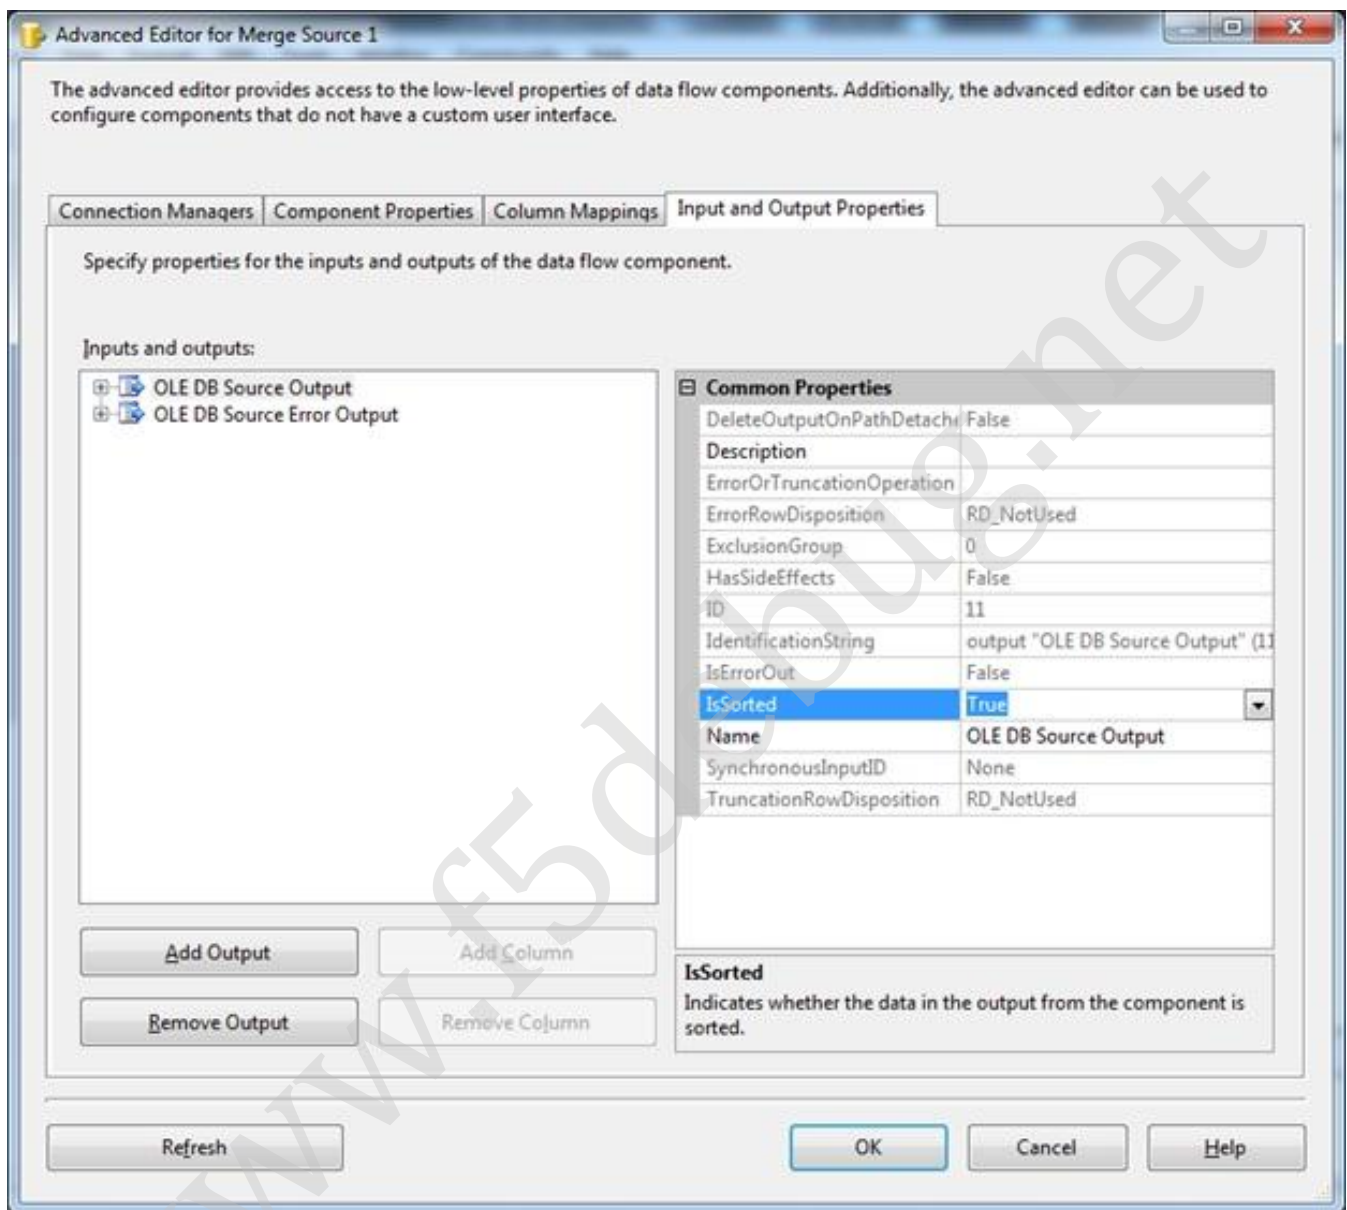 Advanced Editor for Merge Source 1
The advanced editor provides access to the low-level properties of data flow components. Additionally, the advanced editor can be used to
configure components that do not have a custom user interface.
Connection Managers Component Properties Column Mappings Input and Output Properties
Specify properties for the inputs and outputs of the data flow component.
Inputs and outputs:
OLE DB Source Output
OLE DB Source Error Output
Common Properties
DeleteOutputOnPathDetache False
Description
ErrorOrTruncationOperation
ErrorRowDisposition RD_NotUsed
ExclusionGroup 0
HasSideEffects False
ID 11
IdentificationString output "OLE DB Source Output" (11
IsErrorOut False
IsSorted True
Name OLE DB Source Output
SynchronousInputID None
TruncationRowDisposition RD_NotUsed
Add Output Add Column
Remove Output Remove Column
IsSorted
Indicates whether the data in the output from the component is
sorted.
Refresh OK Cancel Help
www.f5debug.net